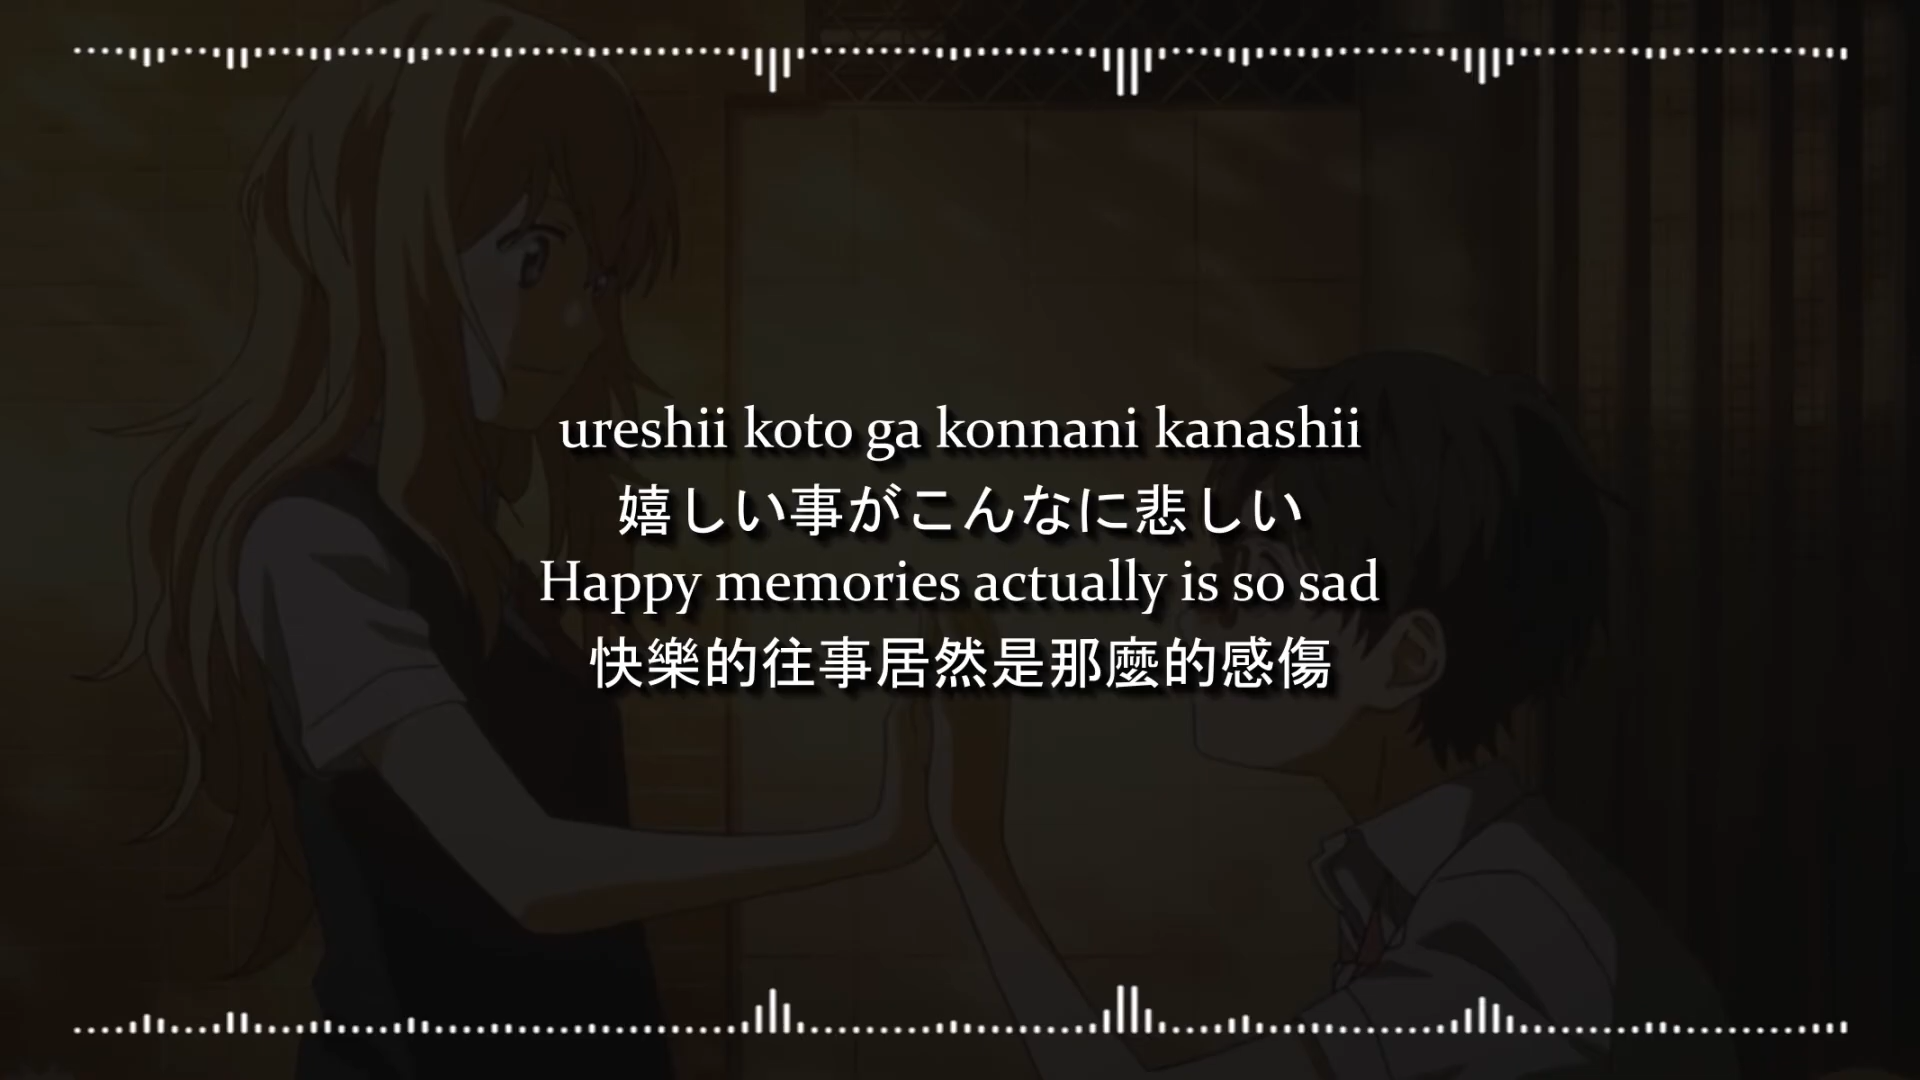 ureshii koto ga konnani kanashii
嬉しい事がこんなに悲しい
Happy memories actually is so sad
快樂的往事居然是那麼的感傷